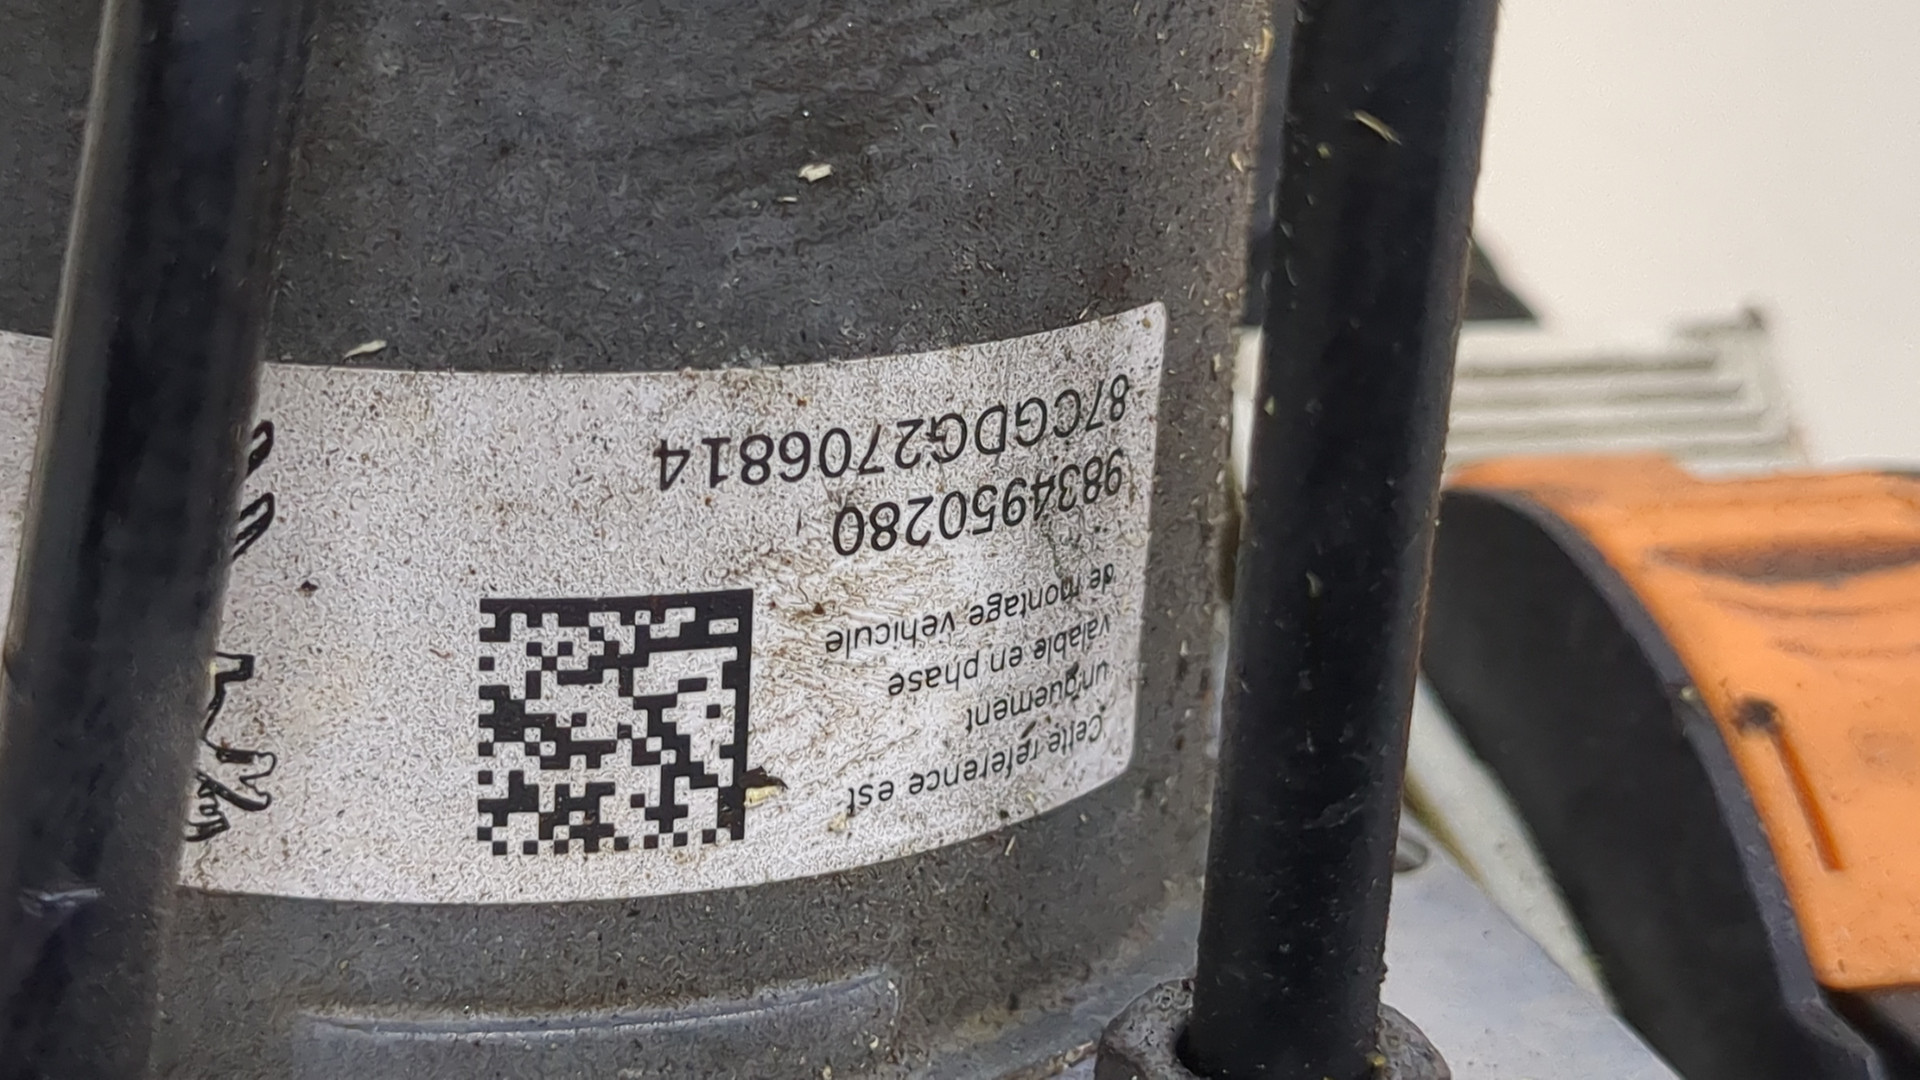 Cette reference est
uniquement
valable en phase
de montage vehicule
9834950280
87CGDG2706814